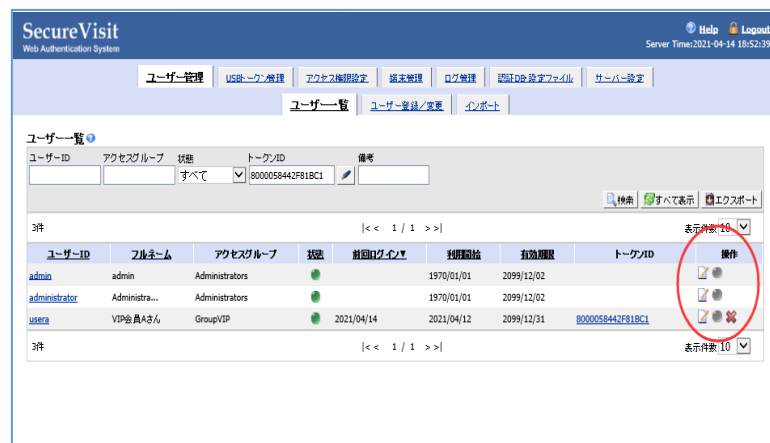 SecureVisit
Web Authentication System
Help Logout
Server Time:2021-04-14 18:52:39
ユーザー管理 USBトークン管理 アクセス権限設定 端末管理 ログ管理 認証DB設定ファイル サーバー設定
ユーザー一覧 ユーザー登録/変更 インポート
ユーザー一覧
ユーザーID アクセスグループ 状態 トークンID 備考
すべて 8000058442F81BC1
検索 すべて表示 エクスポート
3件 |<< 1 / 1 >>| 表示件数 10
ユーザーID フルネーム アクセスグループ 状態 前回ログイン▼ 利用開始 有効期限 トークンID 操作
admin admin Administrators 1970/01/01 2099/12/02
administrator Administra... Administrators 1970/01/01 2099/12/02
usera VIP会員Aさん GroupVIP 2021/04/14 2021/04/12 2099/12/31 8000058442F81BC1
3件 |<< 1 / 1 >>| 表示件数 10